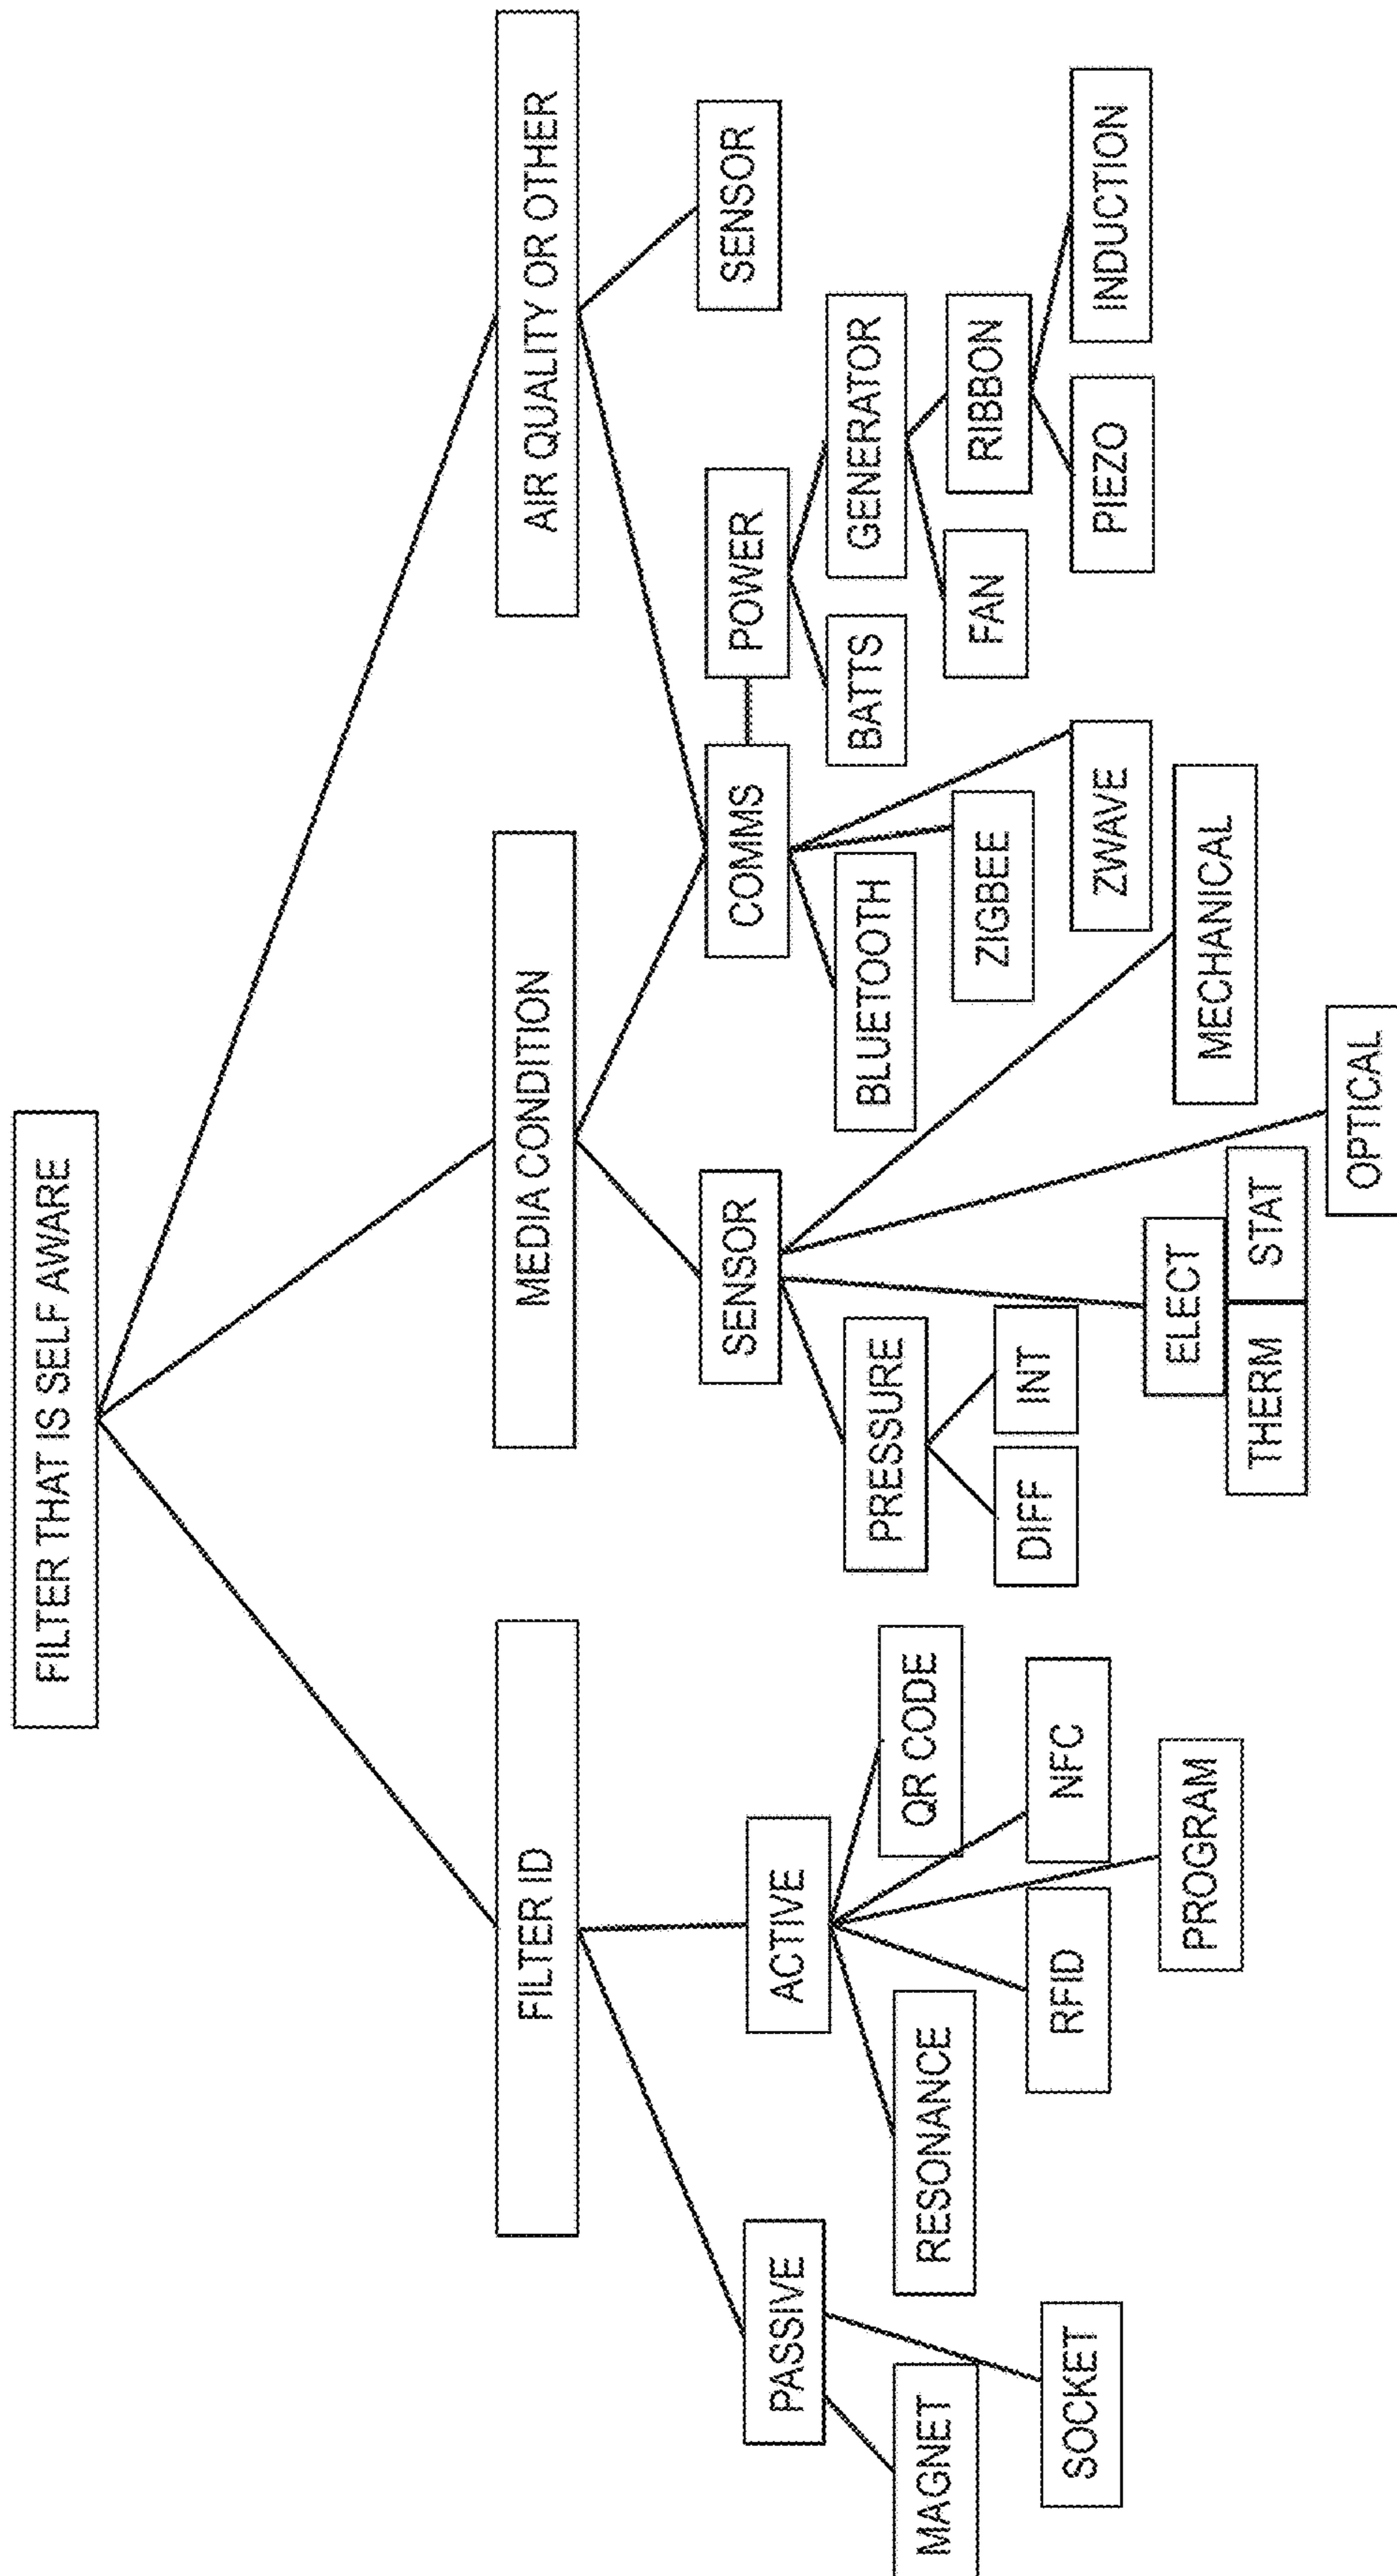 FILTER THAT IS SELF AWARE
FILTER ID
MEDIA CONDITION
AIR QUALITY OR OTHER
PASSIVE
ACTIVE
SENSOR
COMMS
POWER
SENSOR
MAGNET
SOCKET
RESONANCE
RFID
PROGRAM
NFC
QR CODE
PRESSURE
DIFF
INT
ELECT
THERM
STAT
OPTICAL
MECHANICAL
BLUETOOTH
ZIGBEE
ZWAVE
BATTS
GENERATOR
FAN
RIBBON
PIEZO
INDUCTION